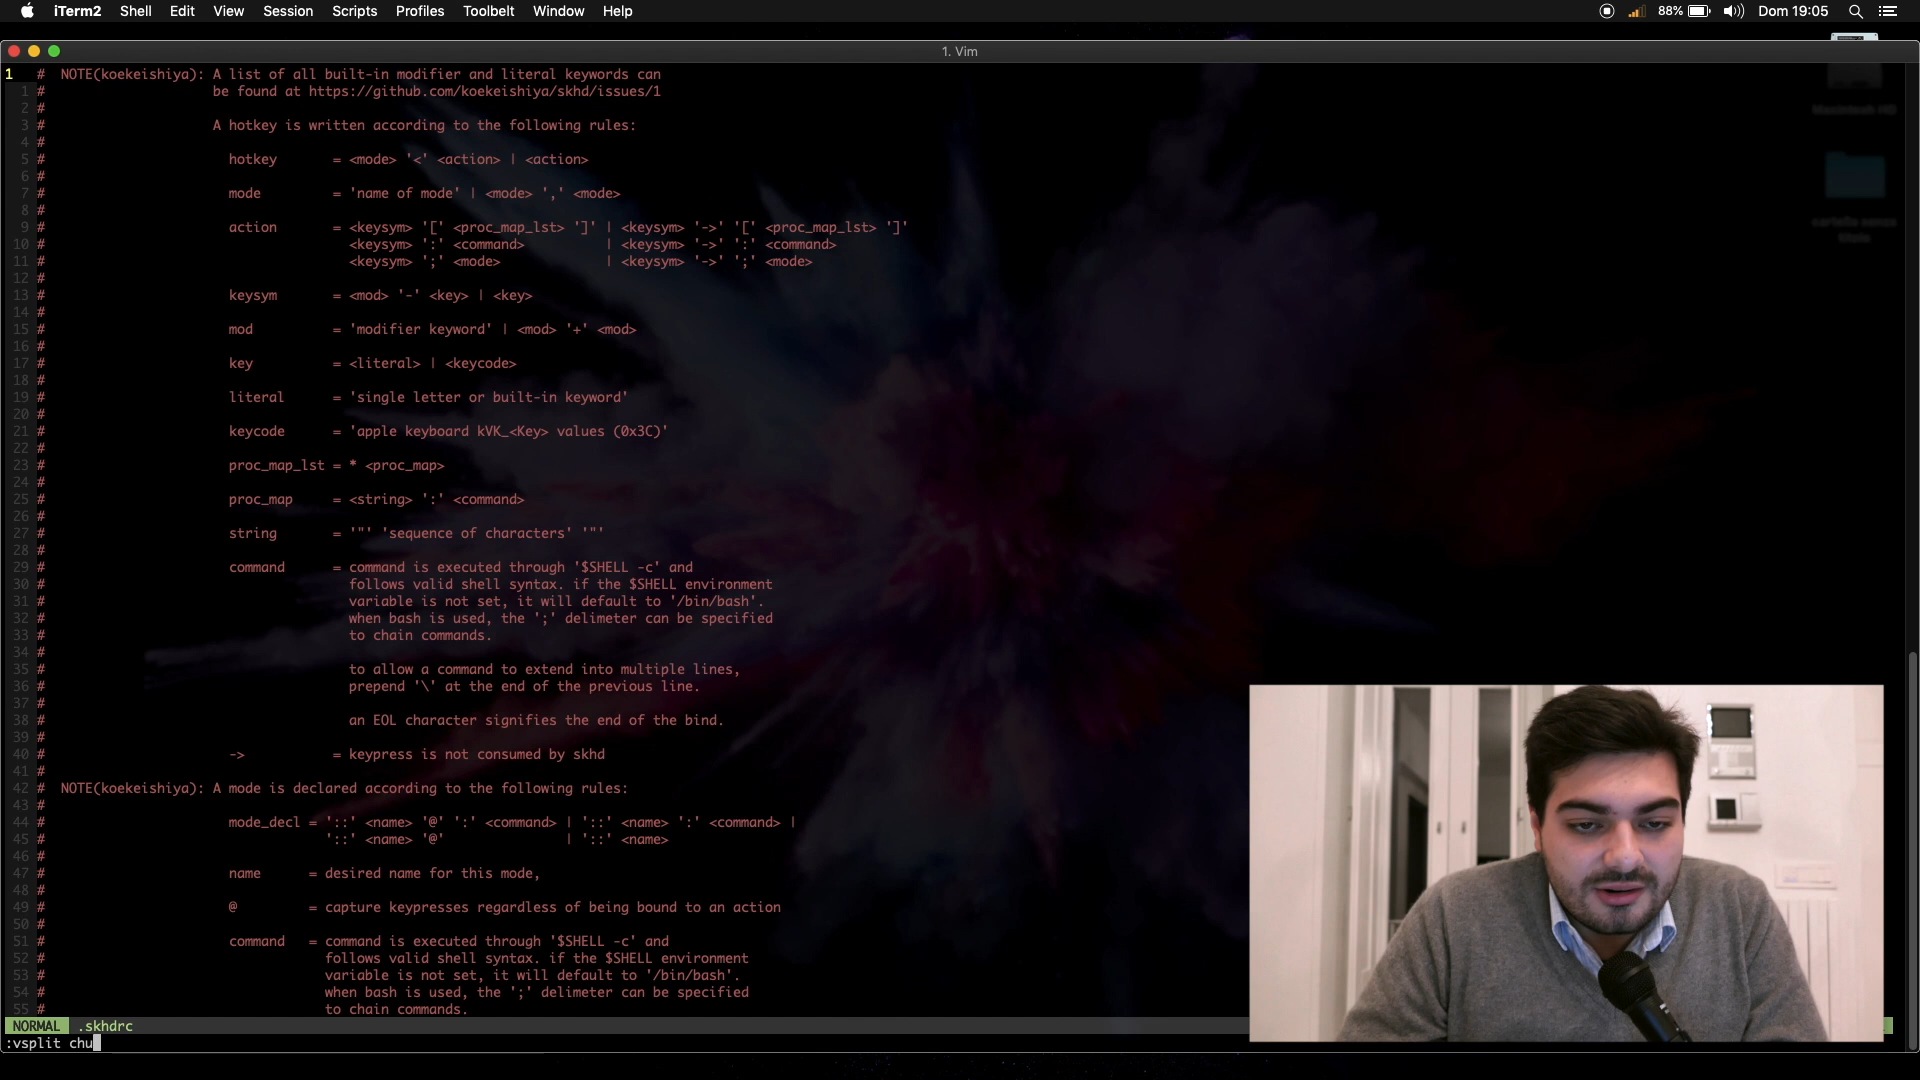 iTerm2 Shell Edit View Session Scripts Profiles Toolbelt Window Help 88% Dom 19:05
1. Vim
1 # NOTE(koekeishiya): A list of all built-in modifier and literal keywords can
1 # be found at https://github.com/koekeishiya/skhd/issues/1
2 #
3 # A hotkey is written according to the following rules:
4 #
5 # hotkey = <mode> '<' <action> | <action>
6 #
7 # mode = 'name of mode' | <mode> ',' <mode>
8 #
9 # action = <keysym> '[' <proc_map_lst> ']' | <keysym> '->' '[' <proc_map_lst> ']'
10 # <keysym> ':' <command> | <keysym> '->' ':' <command>
11 # <keysym> ';' <mode> | <keysym> '->' ';' <mode>
12 #
13 # keysym = <mod> '-' <key> | <key>
14 #
15 # mod = 'modifier keyword' | <mod> '+' <mod>
16 #
17 # key = <literal> | <keycode>
18 #
19 # literal = 'single letter or built-in keyword'
20 #
21 # keycode = 'apple keyboard kVK_<Key> values (0x3C)'
22 #
23 # proc_map_lst = * <proc_map>
24 #
25 # proc_map = <string> ':' <command>
26 #
27 # string = '"' 'sequence of characters' '"'
28 #
29 # command = command is executed through '$SHELL -c' and
30 # follows valid shell syntax. if the $SHELL environment
31 # variable is not set, it will default to '/bin/bash'.
32 # when bash is used, the ';' delimeter can be specified
33 # to chain commands.
34 #
35 # to allow a command to extend into multiple lines,
36 # prepend '\' at the end of the previous line.
37 #
38 # an EOL character signifies the end of the bind.
39 #
40 # -> = keypress is not consumed by skhd
41 #
42 # NOTE(koekeishiya): A mode is declared according to the following rules:
43 #
44 # mode_decl = '::' <name> '@' ':' <command> | '::' <name> ':' <command> |
45 # '::' <name> '@' | '::' <name>
46 #
47 # name = desired name for this mode,
48 #
49 # @ = capture keypresses regardless of being bound to an action
50 #
51 # command = command is executed through '$SHELL -c' and
52 # follows valid shell syntax. if the $SHELL environment
53 # variable is not set, it will default to '/bin/bash'.
54 # when bash is used, the ';' delimeter can be specified
55 # to chain commands.
NORMAL .skhdrc
:vsplit chu